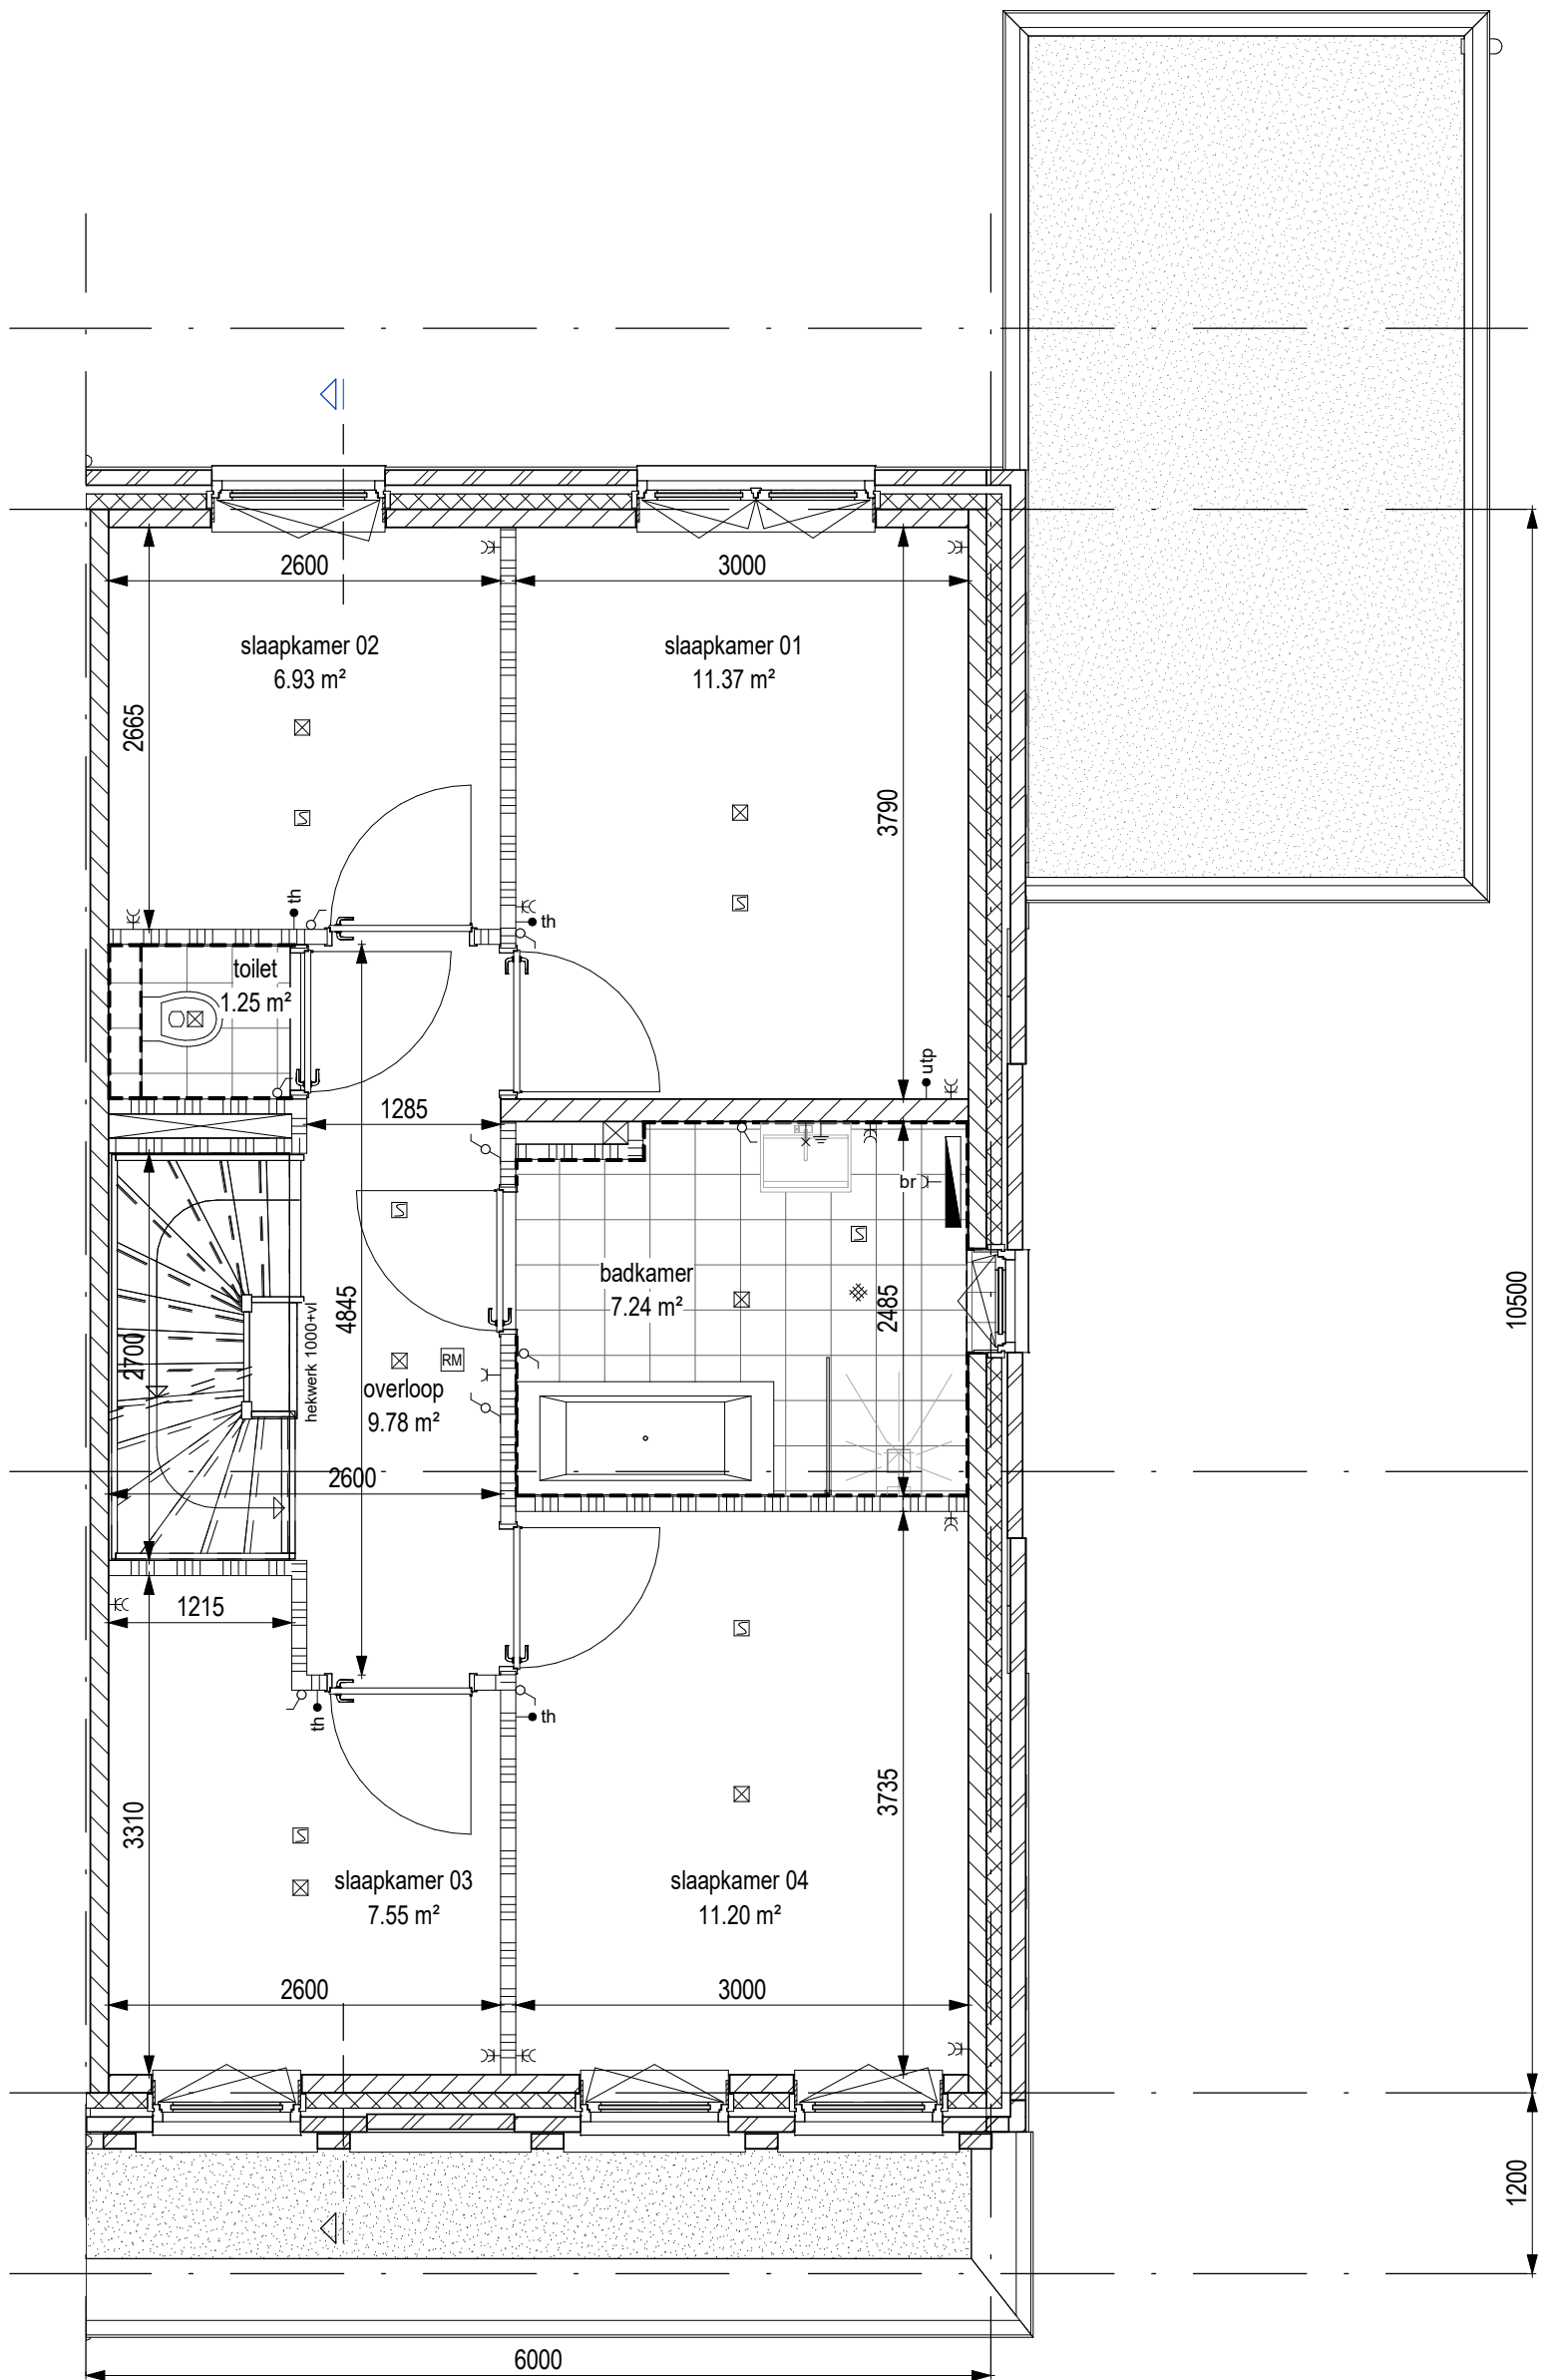 2600
3000
slaapkamer 02
6.93 m²
slaapkamer 01
11.37 m²
2665
3790
th
th
toilet
1.25 m²
utp
1285
br
badkamer
7.24 m²
2485
4845
10500
hekwerk 1000+vl
2700
RM
overloop
9.78 m²
2600
1215
th
th
3310
3735
slaapkamer 03
7.55 m²
slaapkamer 04
11.20 m²
2600
3000
1200
6000